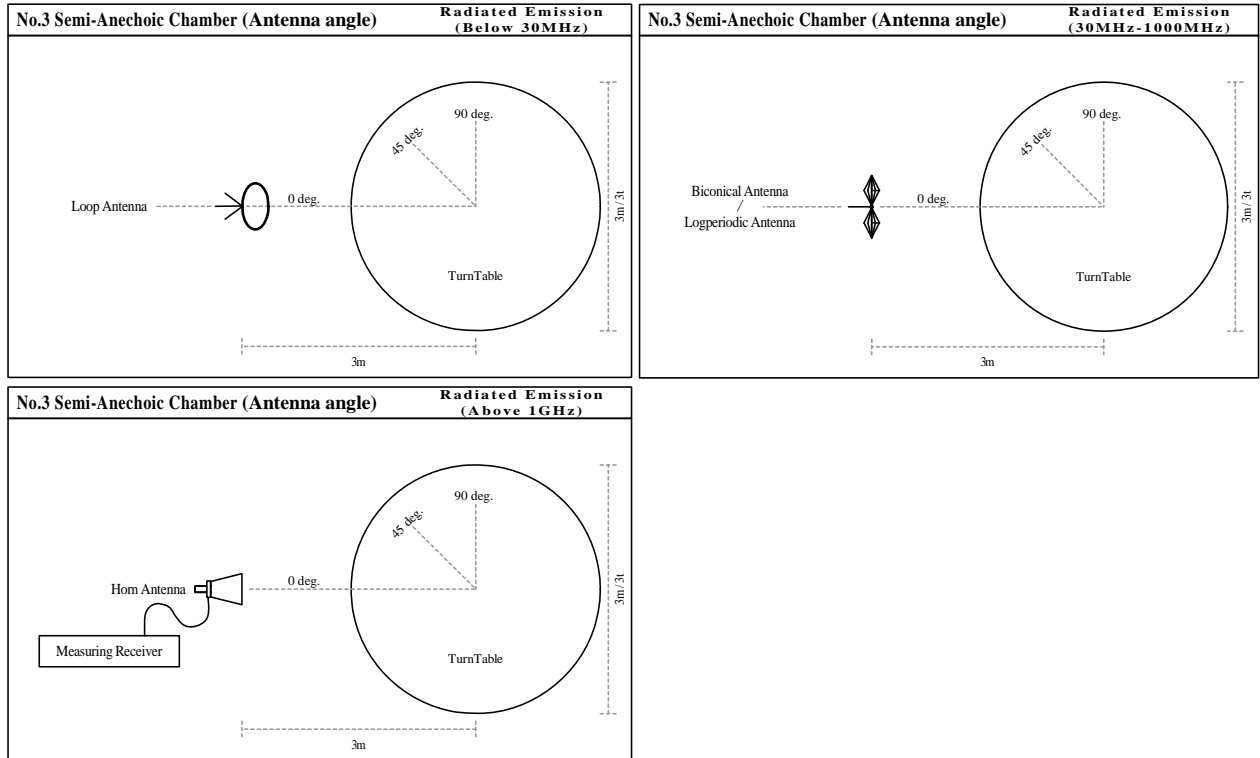 No.3 Semi-Anechoic Chamber (Antenna angle)
Radiated Emission
(Below 30MHz)
90 deg.
45 deg.
Loop Antenna
0 deg.
3m / 3t
TurnTable
3m
No.3 Semi-Anechoic Chamber (Antenna angle)
Radiated Emission
(30MHz-1000MHz)
90 deg.
45 deg.
Biconical Antenna
/
Logperiodic Antenna
0 deg.
3m / 3t
TurnTable
3m
No.3 Semi-Anechoic Chamber (Antenna angle)
Radiated Emission
(Above 1GHz)
90 deg.
45 deg.
Horn Antenna
0 deg.
3m / 3t
Measuring Receiver
TurnTable
3m